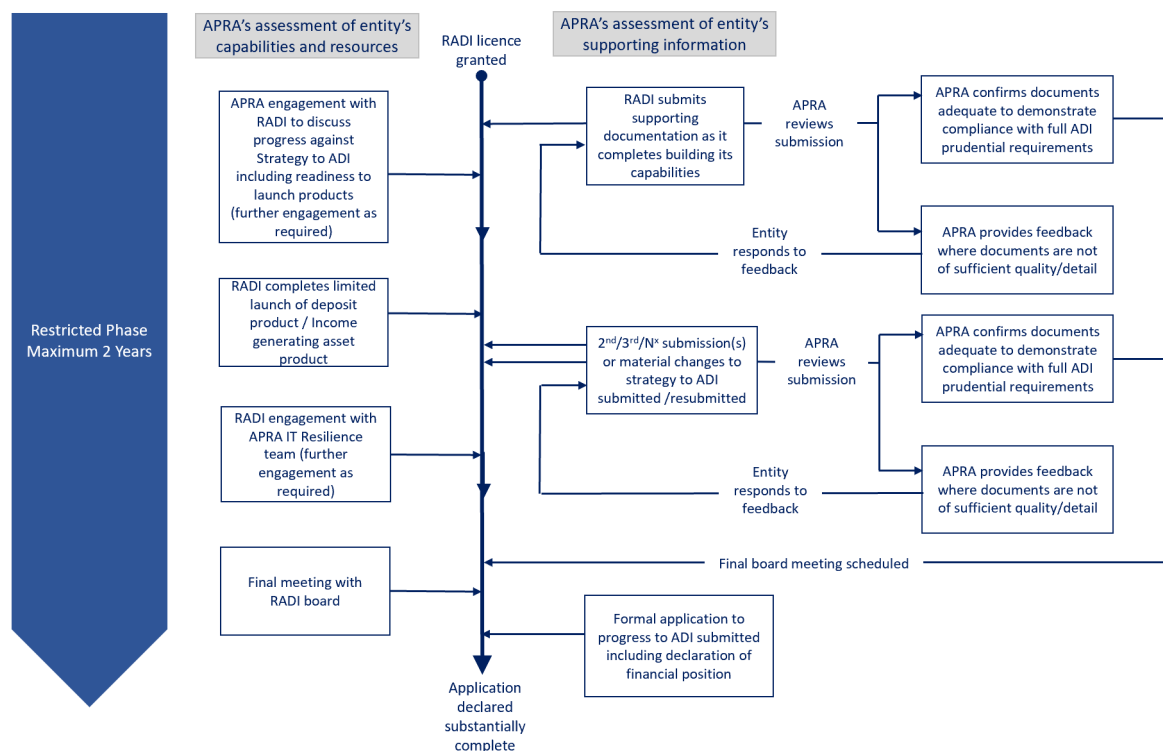 APRA's assessment of entity's
capabilities and resources
RADI licence
granted
APRA's assessment of entity's
supporting information
Restricted Phase
Maximum 2 Years
APRA engagement with
RADI to discuss
progress against
Strategy to ADI
including readiness to
launch products
(further engagement as
required)
RADI submits
supporting
documentation as it
completes building its
capabilities
APRA
reviews
submission
APRA confirms documents
adequate to demonstrate
compliance with full ADI
prudential requirements
Entity
responds to
feedback
APRA provides feedback
where documents are not
of sufficient quality/detail
RADI completes limited
launch of deposit
product / Income
generating asset
product
2nd/3rd/Nx submission(s)
or material changes to
strategy to ADI
submitted /resubmitted
APRA
reviews
submission
APRA confirms documents
adequate to demonstrate
compliance with full ADI
prudential requirements
RADI engagement with
APRA IT Resilience
team (further
engagement as
required)
Entity
responds to
feedback
APRA provides feedback
where documents are not
of sufficient quality/detail
Final meeting with
RADI board
Final board meeting scheduled
Formal application to
progress to ADI submitted
including declaration of
financial position
Application
declared
substantially
complete